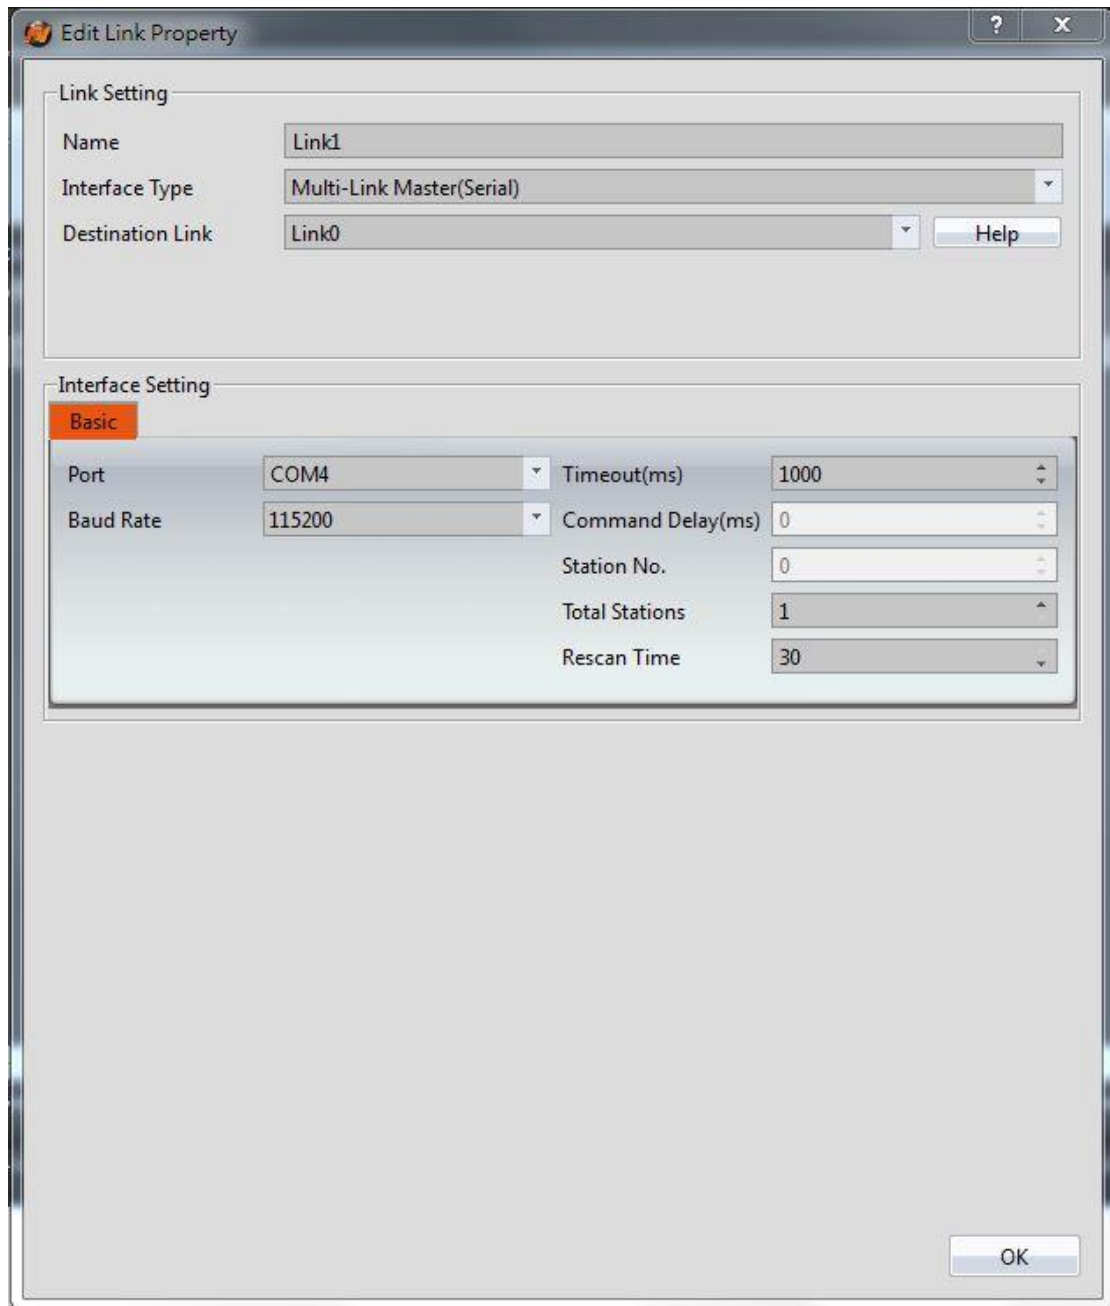 Edit Link Property
? X
Link Setting
Name Link1
Interface Type Multi-Link Master(Serial)
Destination Link Link0 Help
Interface Setting
Basic
Port COM4 Timeout(ms) 1000
Baud Rate 115200 Command Delay(ms) 0
Station No. 0
Total Stations 1
Rescan Time 30
OK